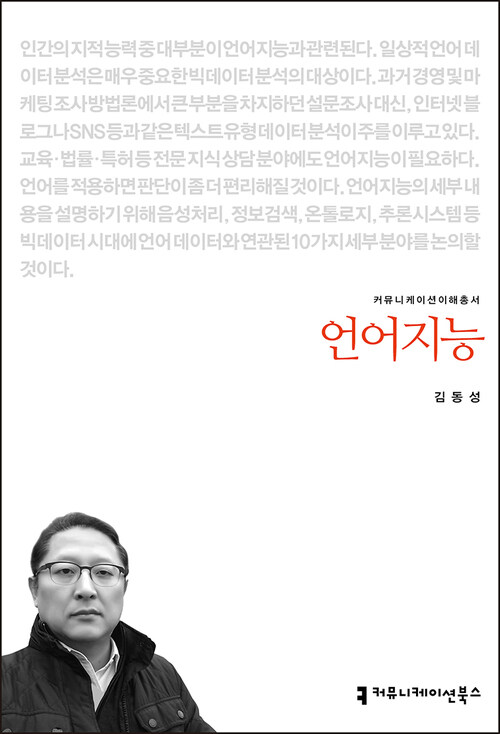 인간의 지적 능력 중 대부분이 언어지능과 관련된다. 일상적 언어 데
이터 분석은 매우 중요한 빅데이터 분석의 대상이다. 과거 경영 및 마
케팅 조사방법론에서 큰 부분을 차지하던 설문조사 대신, 인터넷 블
로그나 SNS 등과 같은 텍스트 유형 데이터 분석이 주를 이루고 있다.
교육·법률·특허 등 전문 지식 상담 분야에도 언어지능이 필요하다.
언어를 적용하면 판단이 좀 더 편리해질 것이다. 언어지능의 세부 내
용을 설명하기 위해 음성처리, 정보검색, 온톨로지, 추론시스템 등
빅데이터 시대에 언어 데이터와 연관된 10가지 세부 분야를 논의할
것이다.
커뮤니케이션이해총서
언어지능
김동성
커뮤니케이션북스